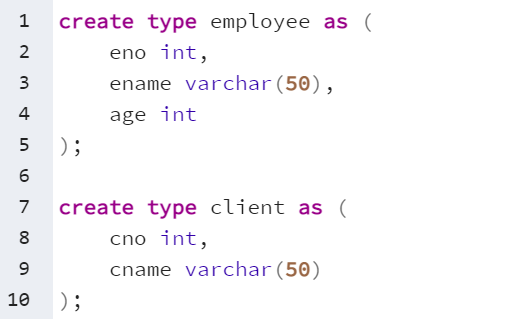 1 create type employee as (
2     eno int,
3     ename varchar(50),
4     age int
5 );
6
7 create type client as (
8     cno int,
9     cname varchar(50)
10 );